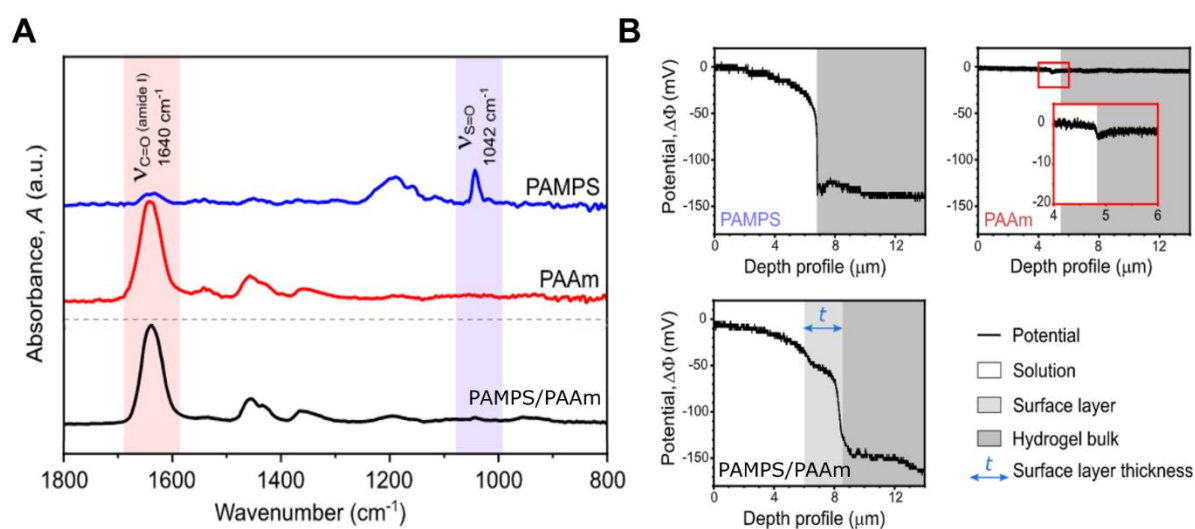 A
Absorbance, A (a.u.)
νC=O (amide I)
1640 cm⁻¹
νS=O
1042 cm⁻¹
PAMPS
PAAm
PAMPS/PAAm
1800 1600 1400 1200 1000 800
Wavenumber (cm⁻¹)
B
Potential, ΔΦ (mV)
0
-50
-100
-150
PAMPS
0 4 8 12
Depth profile (μm)
Potential, ΔΦ (mV)
0
-50
-100
-150
0
-10
-20
4 5 6
PAAm
0 4 8 12
Depth profile (μm)
Potential, ΔΦ (mV)
0
-50
-100
-150
t
PAMPS/PAAm
0 4 8 12
Depth profile (μm)
Potential
Solution
Surface layer
Hydrogel bulk
t Surface layer thickness